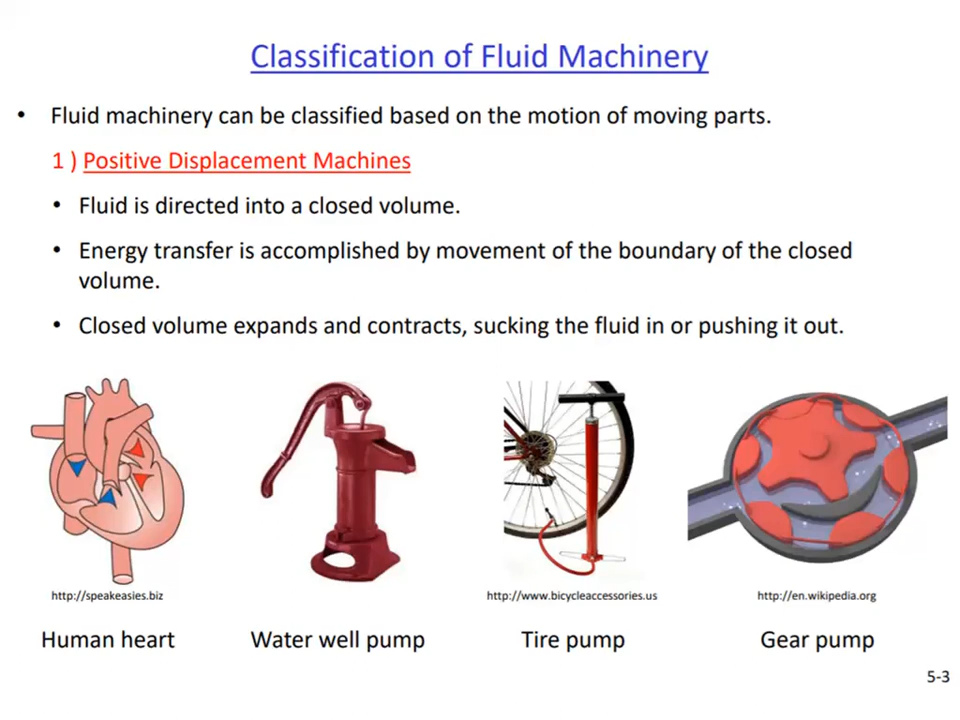 Classification of Fluid Machinery
• Fluid machinery can be classified based on the motion of moving parts.
1 ) Positive Displacement Machines
• Fluid is directed into a closed volume.
• Energy transfer is accomplished by movement of the boundary of the closed
volume.
• Closed volume expands and contracts, sucking the fluid in or pushing it out.
http://speakeasies.biz
http://www.bicycleaccessories.us
http://en.wikipedia.org
Human heart
Water well pump
Tire pump
Gear pump
5-3